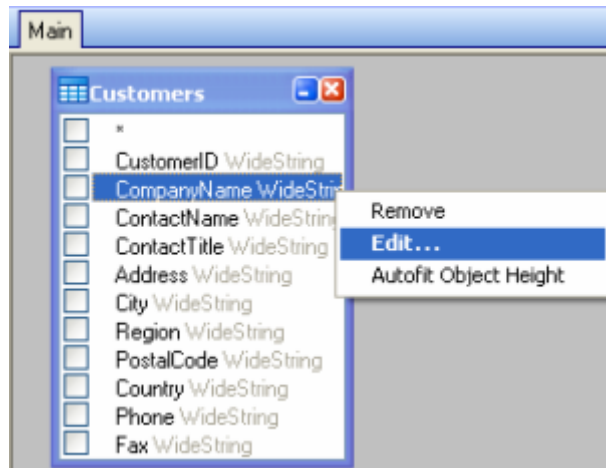 Main
Customers
*
CustomerID WideString
CompanyName WideStrin
ContactName WideString
ContactTitle WideString
Address WideString
City WideString
Region WideString
PostalCode WideString
Country WideString
Phone WideString
Fax WideString
Remove
Edit...
Autofit Object Height